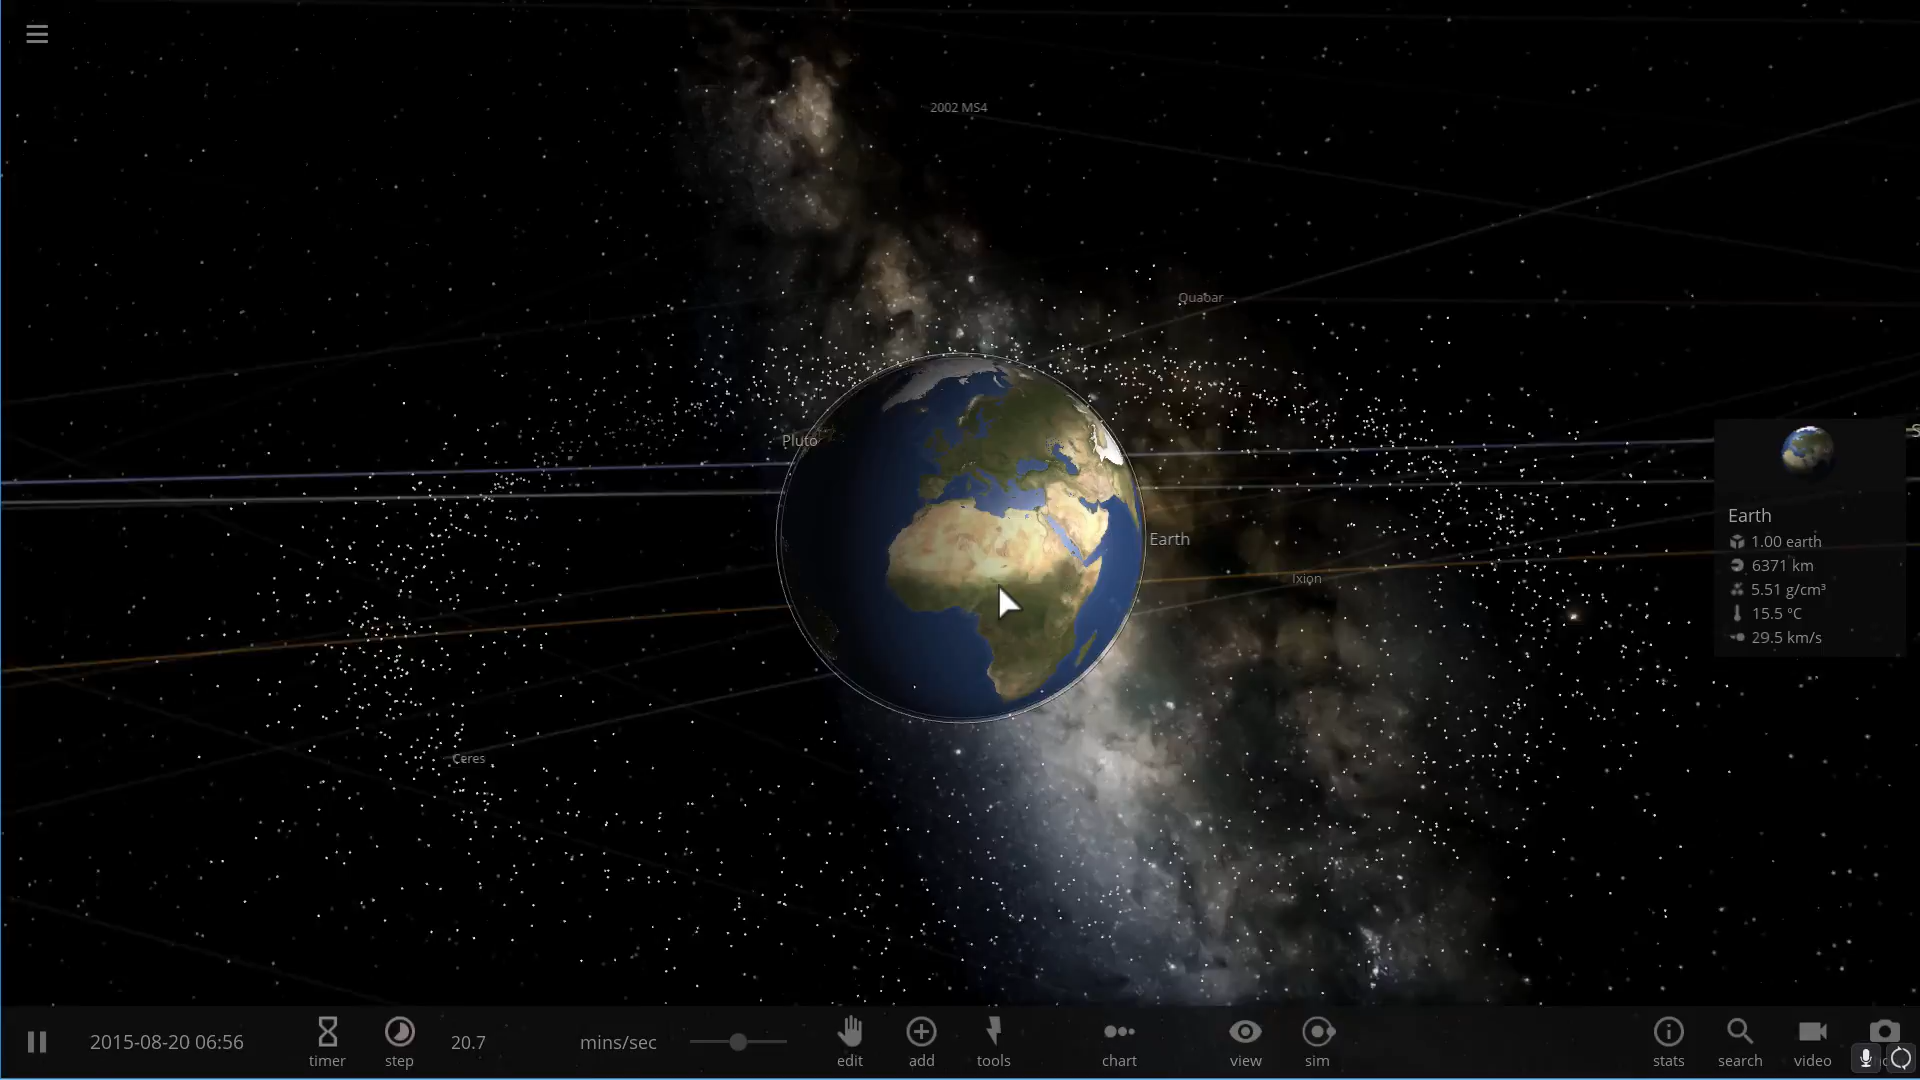 2002 MS4
Quaoar
Pluto
Earth
Ixion
Ceres
S
Earth
1.00 earth
6371 km
5.51 g/cm³
15.5 °C
29.5 km/s
2015-08-20 06:56
timer
step
20.7
mins/sec
edit
add
tools
chart
view
sim
stats
search
video